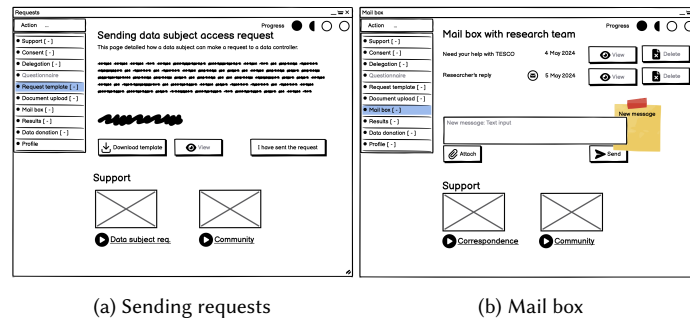 Requests
Action ...
Progress
Support [ - ]
Consent [ - ]
Delegation [ - ]
Questionnaire
Request template [ - ]
Document upload [ - ]
Mail box [ - ]
Results [ - ]
Data donation [ - ]
Profile
Sending data subject access request
This page detailed how a data subject can make a request to a data controller.
Download template
View
I have sent the request
Support
Data subject req.
Community
(a) Sending requests
Mail box
Action ...
Progress
Support [ - ]
Consent [ - ]
Delegation [ - ]
Questionnaire
Request template [ - ]
Document upload [ - ]
Mail box [ - ]
Results [ - ]
Data donation [ - ]
Profile [ - ]
Mail box with research team
Need your help with TESCO 4 May 2024 View Delete
Researcher's reply 5 May 2024 View Delete
New message
New message: Text input
Attach
Send
Support
Correspondence
Community
(b) Mail box